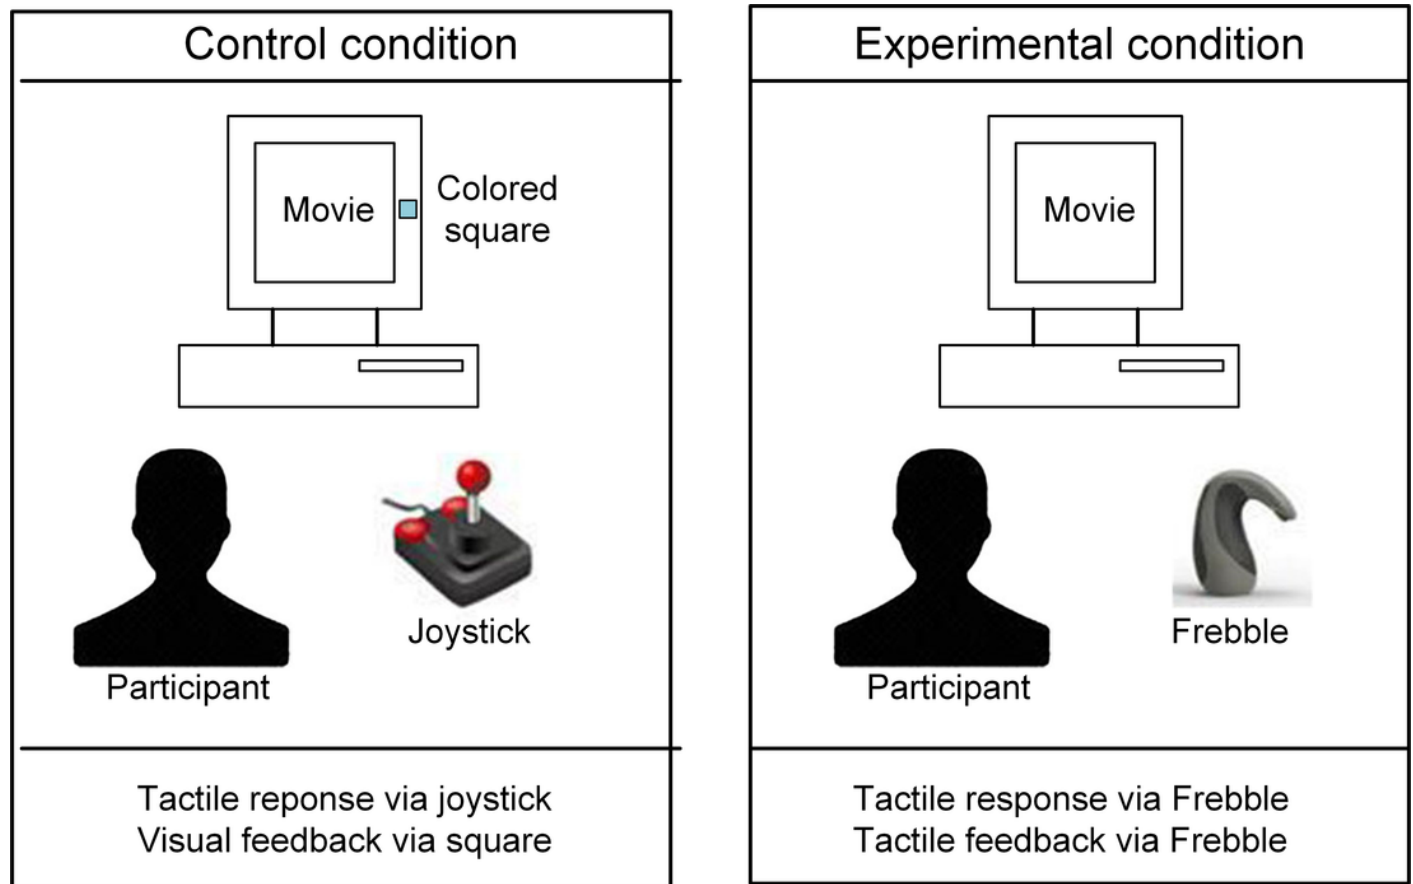 Control condition
Movie
Colored
square
Joystick
Participant
Tactile reponse via joystick
Visual feedback via square
Experimental condition
Movie
Frebble
Participant
Tactile response via Frebble
Tactile feedback via Frebble